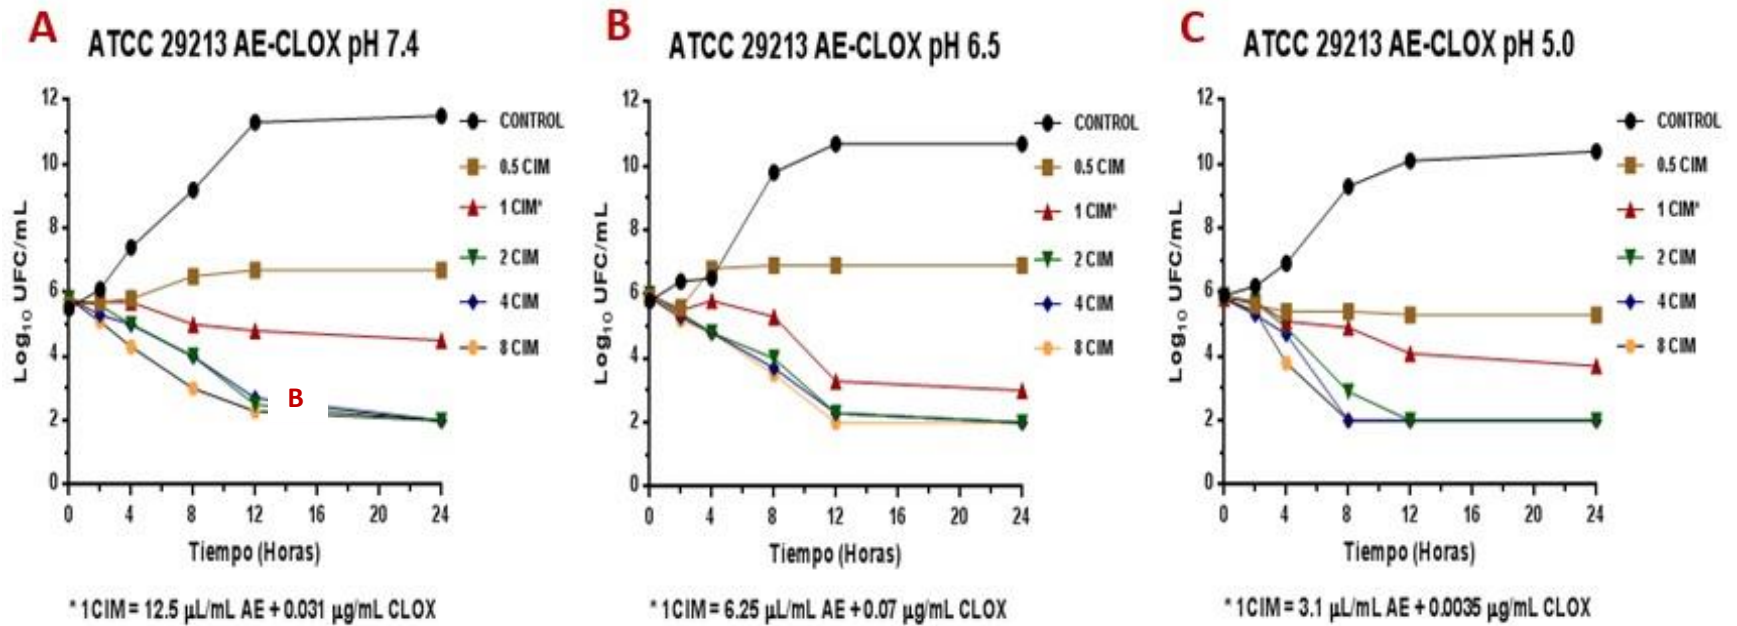 A
ATCC 29213 AE-CLOX pH 7.4
12
10
8
6
4
2
0
Log10 UFC/mL
0 4 8 12 16 20 24
Tiempo (Horas)
B
CONTROL
0.5 CIM
1 CIM*
2 CIM
4 CIM
8 CIM
* 1CIM = 12.5 µL/mL AE + 0.031 µg/mL CLOX
B
ATCC 29213 AE-CLOX pH 6.5
12
10
8
6
4
2
0
Log10 UFC/mL
0 4 8 12 16 20 24
Tiempo (Horas)
CONTROL
0.5 CIM
1 CIM*
2 CIM
4 CIM
8 CIM
* 1CIM = 6.25 µL/mL AE + 0.07 µg/mL CLOX
C
ATCC 29213 AE-CLOX pH 5.0
12
10
8
6
4
2
0
Log10 UFC/mL
0 4 8 12 16 20 24
Tiempo (Horas)
CONTROL
0.5 CIM
1 CIM*
2 CIM
4 CIM
8 CIM
* 1CIM = 3.1 µL/mL AE + 0.0035 µg/mL CLOX